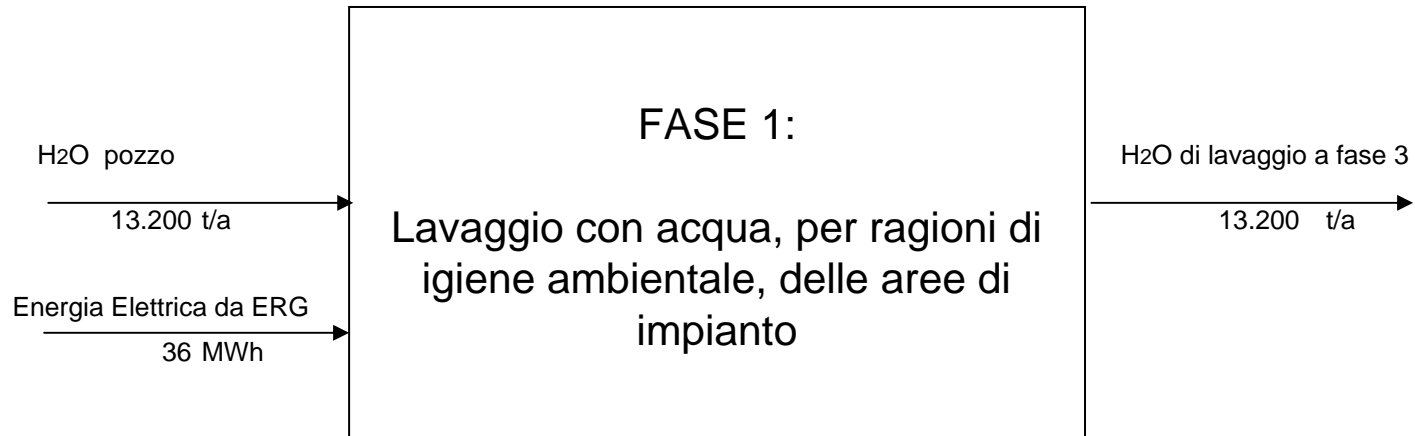 FASE 1:
H2O pozzo
13.200 t/a
Energia Elettrica da ERG
36 MWh
Lavaggio con acqua, per ragioni di
igiene ambientale, delle aree di
impianto
H2O di lavaggio a fase 3
13.200 t/a